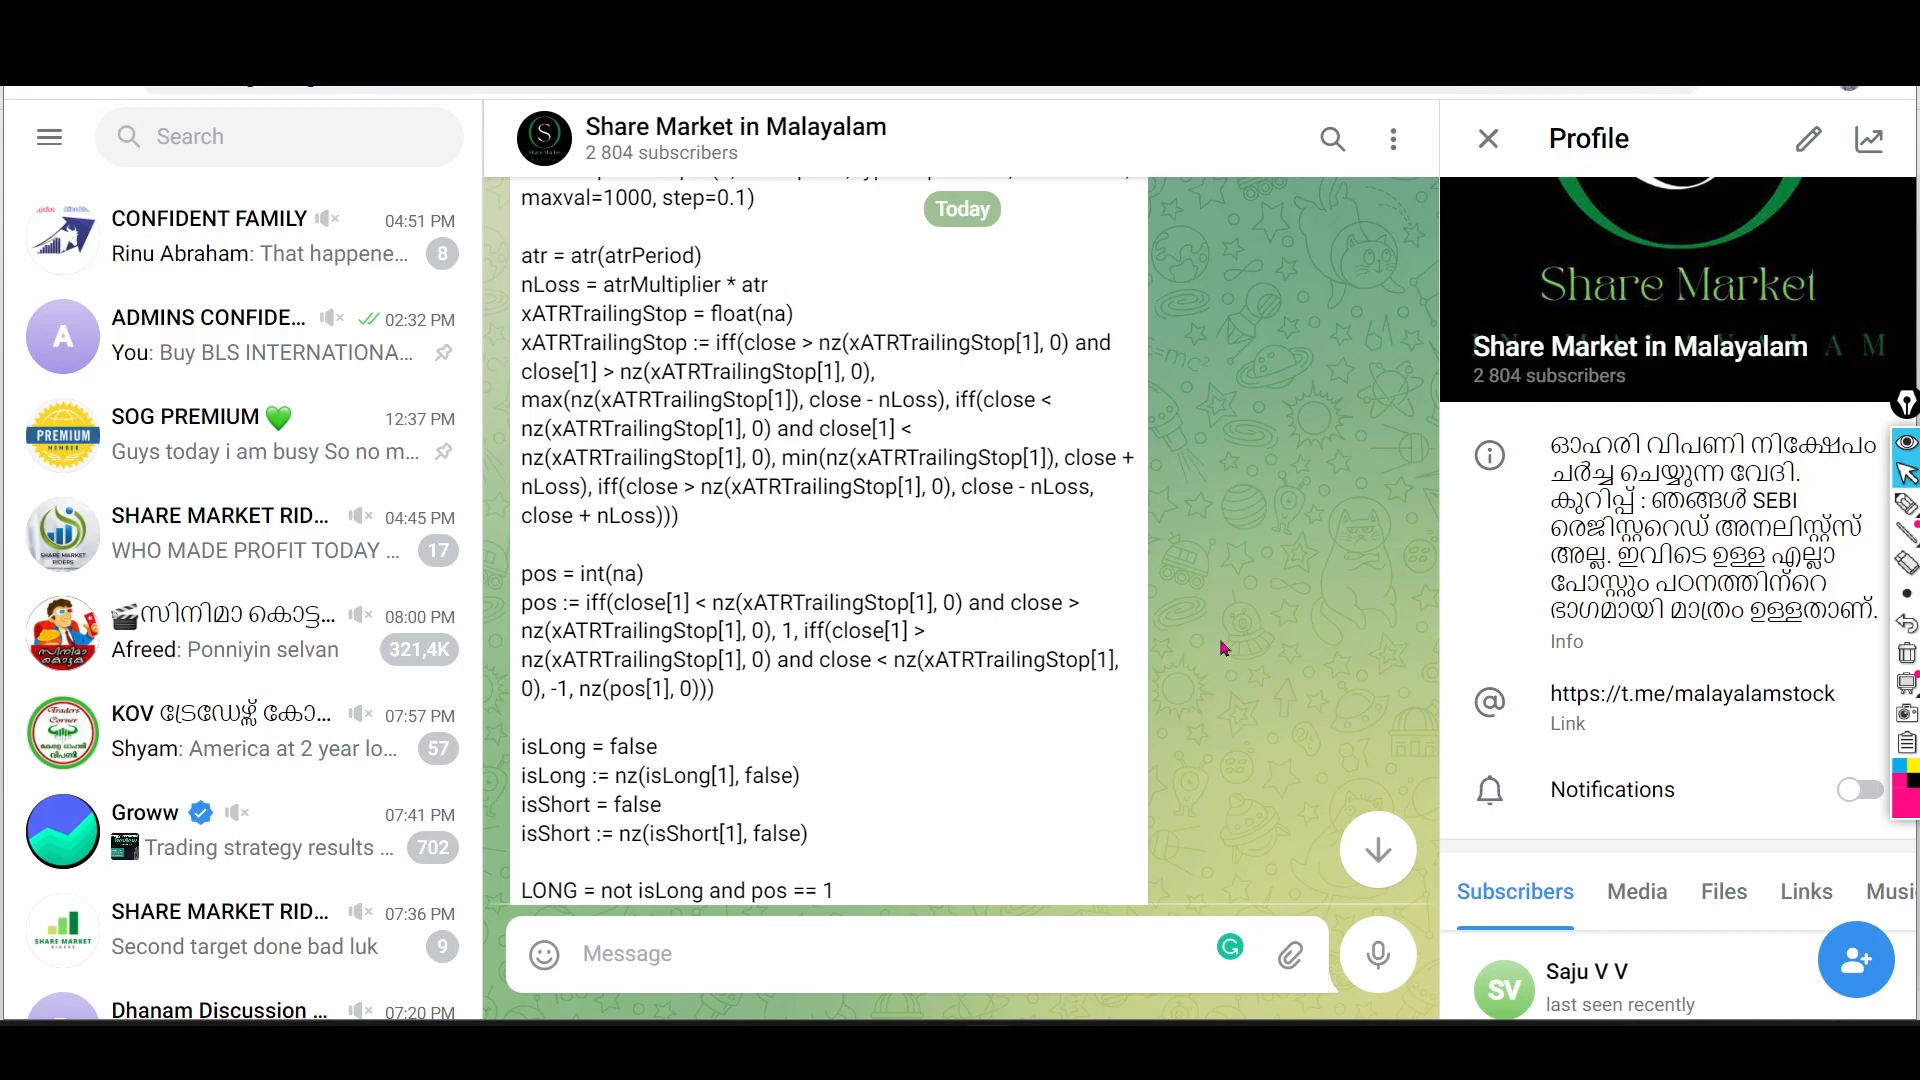 Search
CONFIDENT FAMILY
04:51 PM
Rinu Abraham: That happene...
8
A
ADMINS CONFIDE...
02:32 PM
You: Buy BLS INTERNATIONA...
PREMIUM
SOG PREMIUM 💚
12:37 PM
Guys today i am busy So no m...
SHARE MARKET
RIDERS
SHARE MARKET RID...
04:45 PM
WHO MADE PROFIT TODAY ...
17
🎬സിനിമാ കൊട്ട...
08:00 PM
Afreed: Ponniyin selvan
321,4K
KOV ട്രേഡേഴ്സ് കോ...
07:57 PM
Shyam: America at 2 year lo...
57
Groww
07:41 PM
Trading strategy results ...
702
SHARE MARKET
SHARE MARKET RID...
07:36 PM
Second target done bad luk
9
Dhanam Discussion ...
07:20 PM
Share Market in Malayalam
2 804 subscribers
Today
maxval=1000, step=0.1)
atr = atr(atrPeriod)
nLoss = atrMultiplier * atr
xATRTrailingStop = float(na)
xATRTrailingStop := iff(close > nz(xATRTrailingStop[1], 0) and
close[1] > nz(xATRTrailingStop[1], 0),
max(nz(xATRTrailingStop[1]), close - nLoss), iff(close <
nz(xATRTrailingStop[1], 0) and close[1] <
nz(xATRTrailingStop[1], 0), min(nz(xATRTrailingStop[1]), close +
nLoss), iff(close > nz(xATRTrailingStop[1], 0), close - nLoss,
close + nLoss)))
pos = int(na)
pos := iff(close[1] < nz(xATRTrailingStop[1], 0) and close >
nz(xATRTrailingStop[1], 0), 1, iff(close[1] >
nz(xATRTrailingStop[1], 0) and close < nz(xATRTrailingStop[1],
0), -1, nz(pos[1], 0)))
isLong = false
isLong := nz(isLong[1], false)
isShort = false
isShort := nz(isShort[1], false)
LONG = not isLong and pos == 1
Message
Profile
Share Market
Share Market in Malayalam
2 804 subscribers
ഓഹരി വിപണി നിക്ഷേപം
ചർച്ച ചെയ്യുന്ന വേദി.
കുറിപ്പ് : ഞങ്ങൾ SEBI
രെജിസ്റ്ററെഡ് അനലിസ്റ്റ്സ്
അല്ല. ഇവിടെ ഉള്ള എല്ലാ
പോസ്റ്റും പഠനത്തിന്റെ
ഭാഗമായി മാത്രം ഉള്ളതാണ്.
Info
https://t.me/malayalamstock
Link
Notifications
Subscribers
Media
Files
Links
Musi
SV
Saju V V
last seen recently